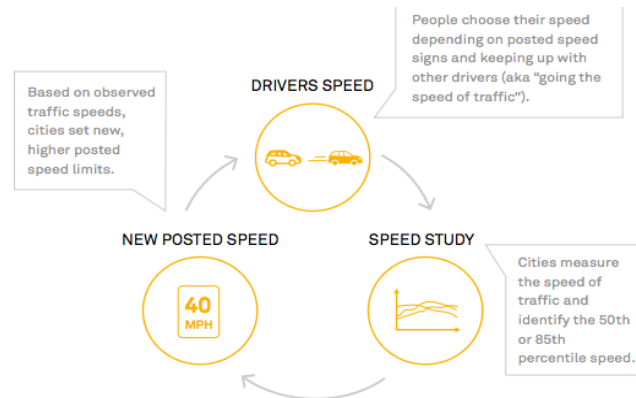 People choose their speed
depending on posted speed
signs and keeping up with
other drivers (aka “going the
speed of traffic”).
DRIVERS SPEED
Based on observed
traffic speeds,
cities set new,
higher posted
speed limits.
NEW POSTED SPEED
SPEED STUDY
40
MPH
Cities measure
the speed of
traffic and
identify the 50th
or 85th
percentile speed.